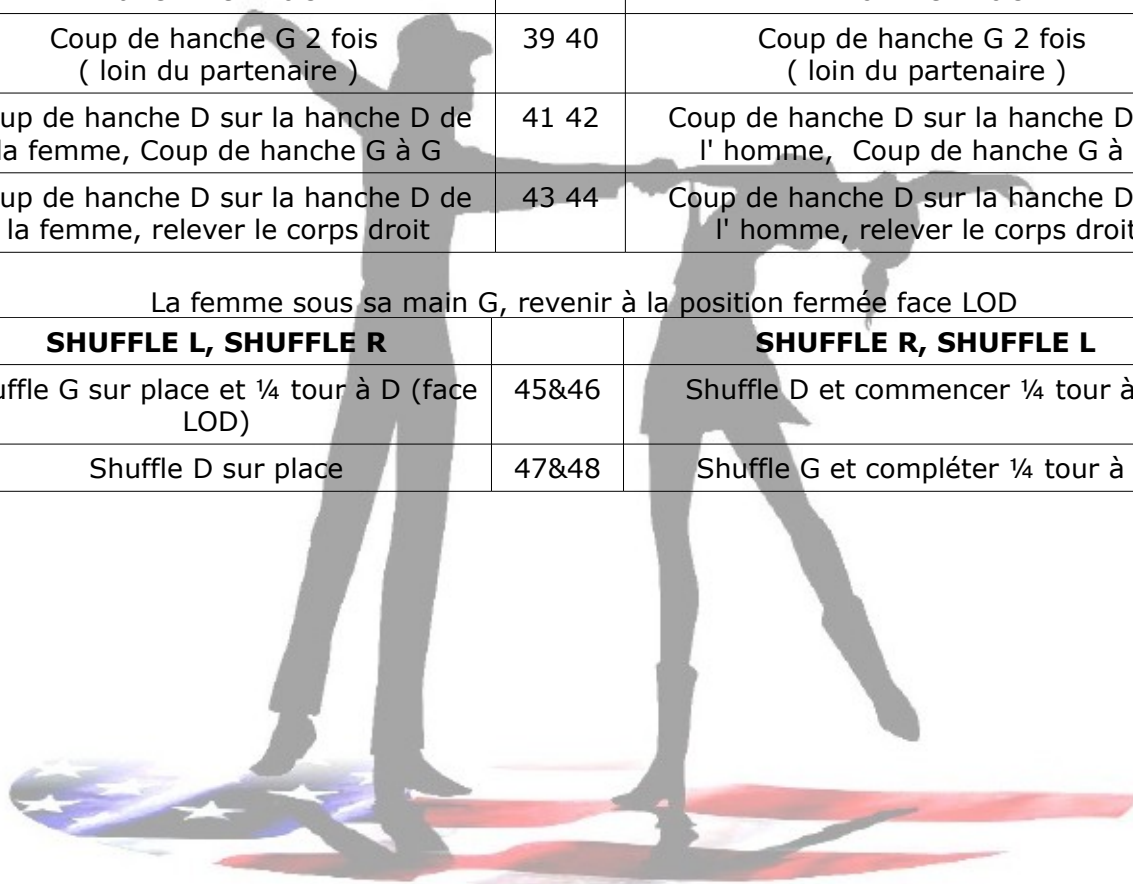 Coup de hanche G 2 fois 39 40 Coup de hanche G 2 fois
( loin du partenaire ) ( loin du partenaire )
up de hanche D sur la hanche D de 41 42 Coup de hanche D sur la hanche D
la femme, Coup de hanche G à G l' homme, Coup de hanche G à
up de hanche D sur la hanche D de 43 44 Coup de hanche D sur la hanche D
la femme, relever le corps droit l' homme, relever le corps droit
La femme sous sa main G, revenir à la position fermée face LOD
SHUFFLE L, SHUFFLE R SHUFFLE R, SHUFFLE L
uffle G sur place et ¼ tour à D (face 45&46 Shuffle D et commencer ¼ tour à
LOD)
Shuffle D sur place 47&48 Shuffle G et compléter ¼ tour à